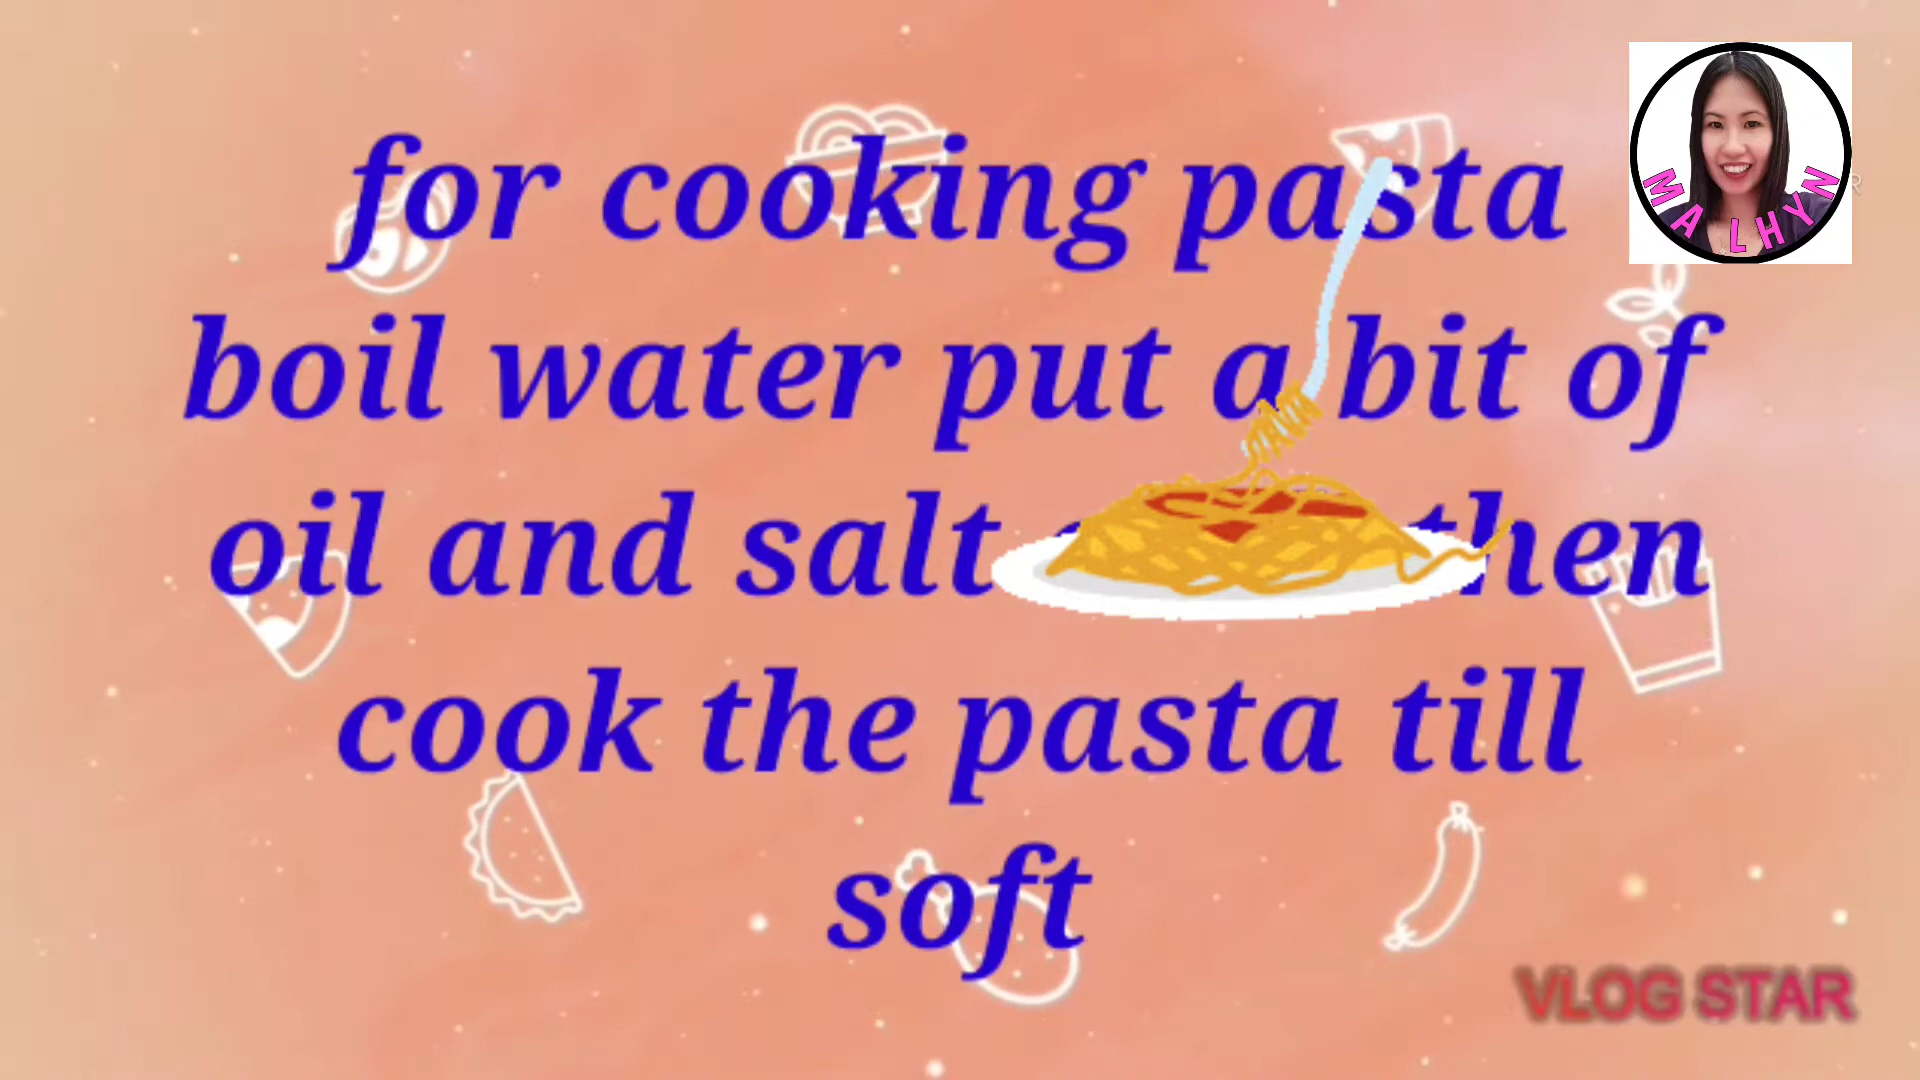 for cooking pasta
boil water put a bit of
oil and salt then
cook the pasta till
soft
MALHYN
VLOG STAR